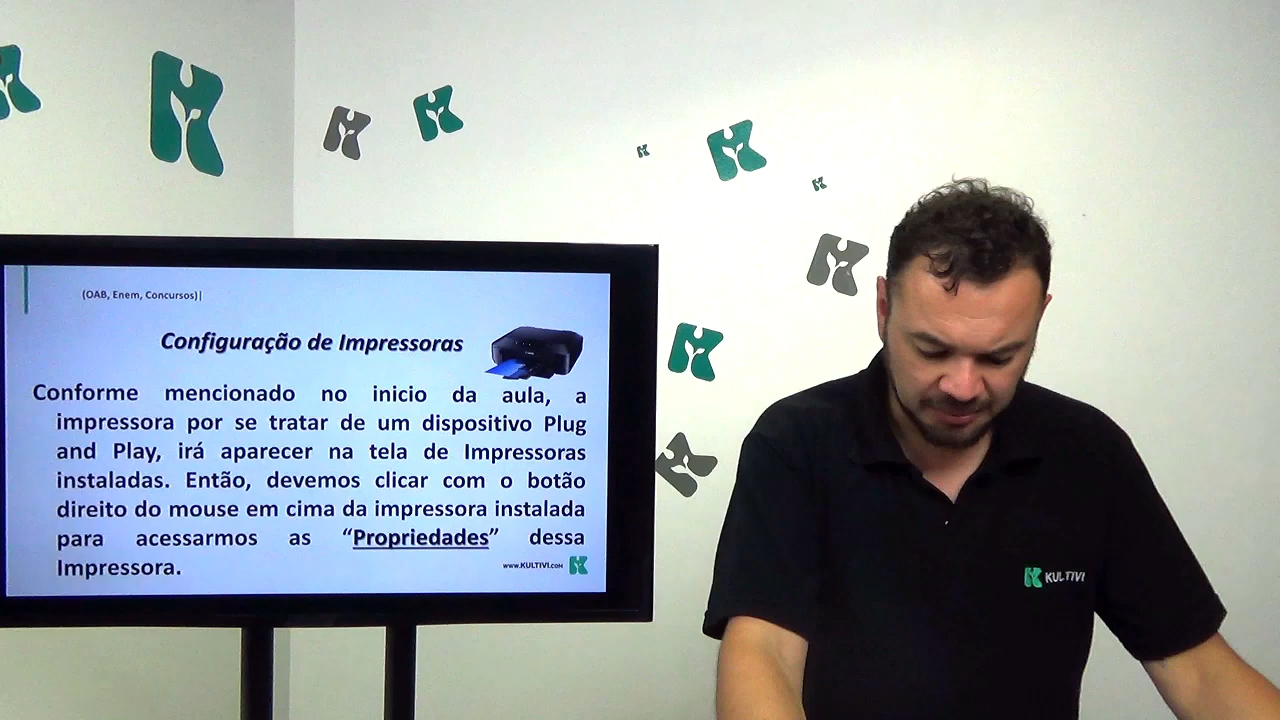 (OAB, Enem, Concursos)|
Configuração de Impressoras
Conforme mencionado no inicio da aula, a
impressora por se tratar de um dispositivo Plug
and Play, irá aparecer na tela de Impressoras
instaladas. Então, devemos clicar com o botão
direito do mouse em cima da impressora instalada
para acessarmos as “Propriedades” dessa
Impressora.
www.KULTIVI.COM
KULTIVI